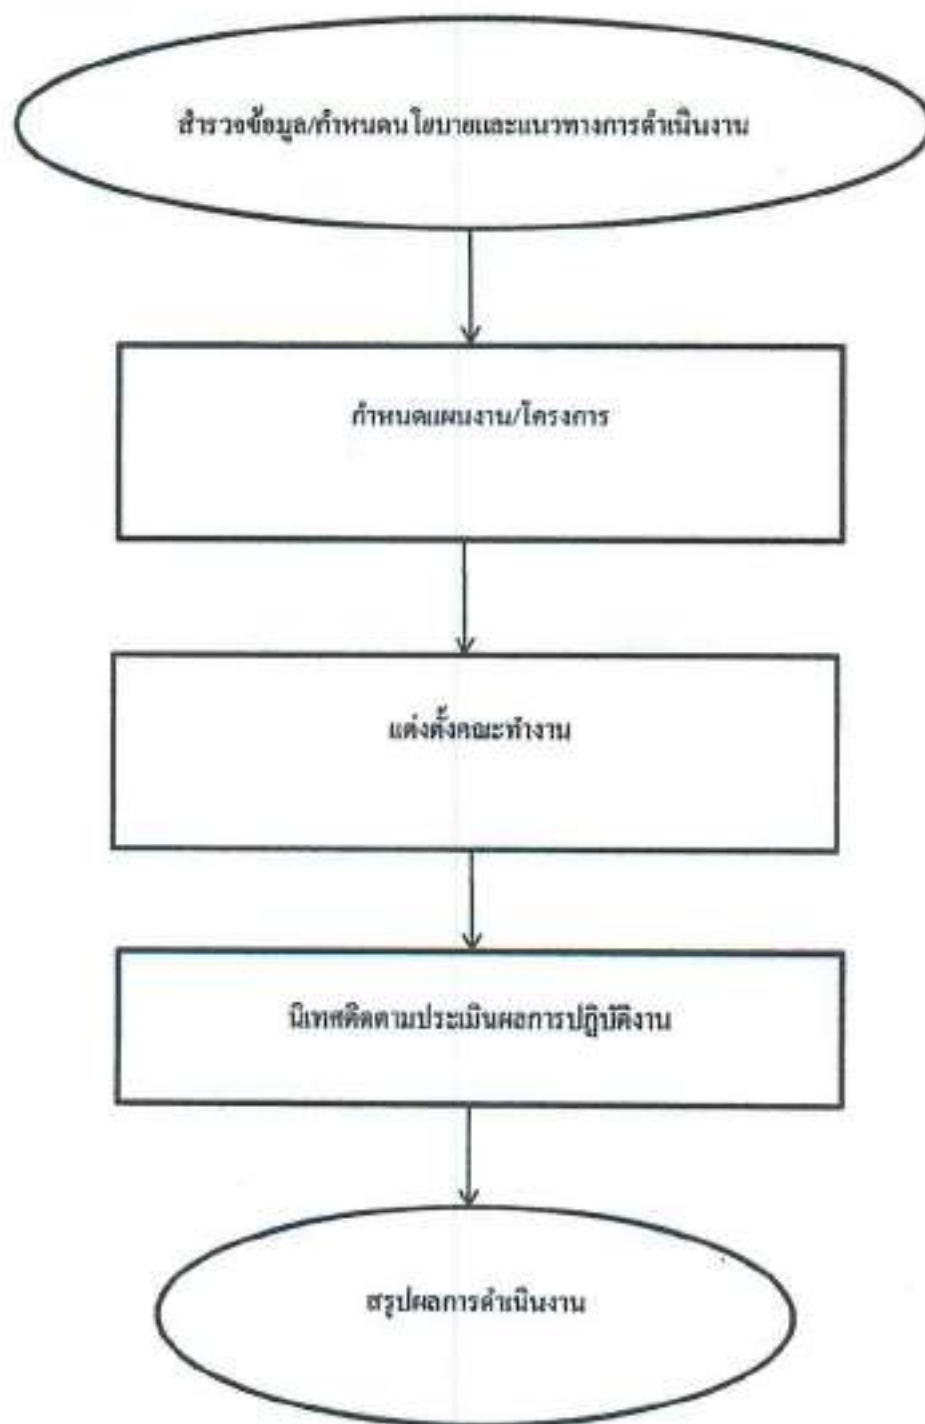 สำรวจข้อมูล/กำหนดนโยบายและแนวทางการดำเนินงาน
กำหนดแผนงาน/โครงการ
แต่งตั้งคณะทำงาน
นิเทศติดตามประเมินผลการปฏิบัติงาน
สรุปผลการดำเนินงาน